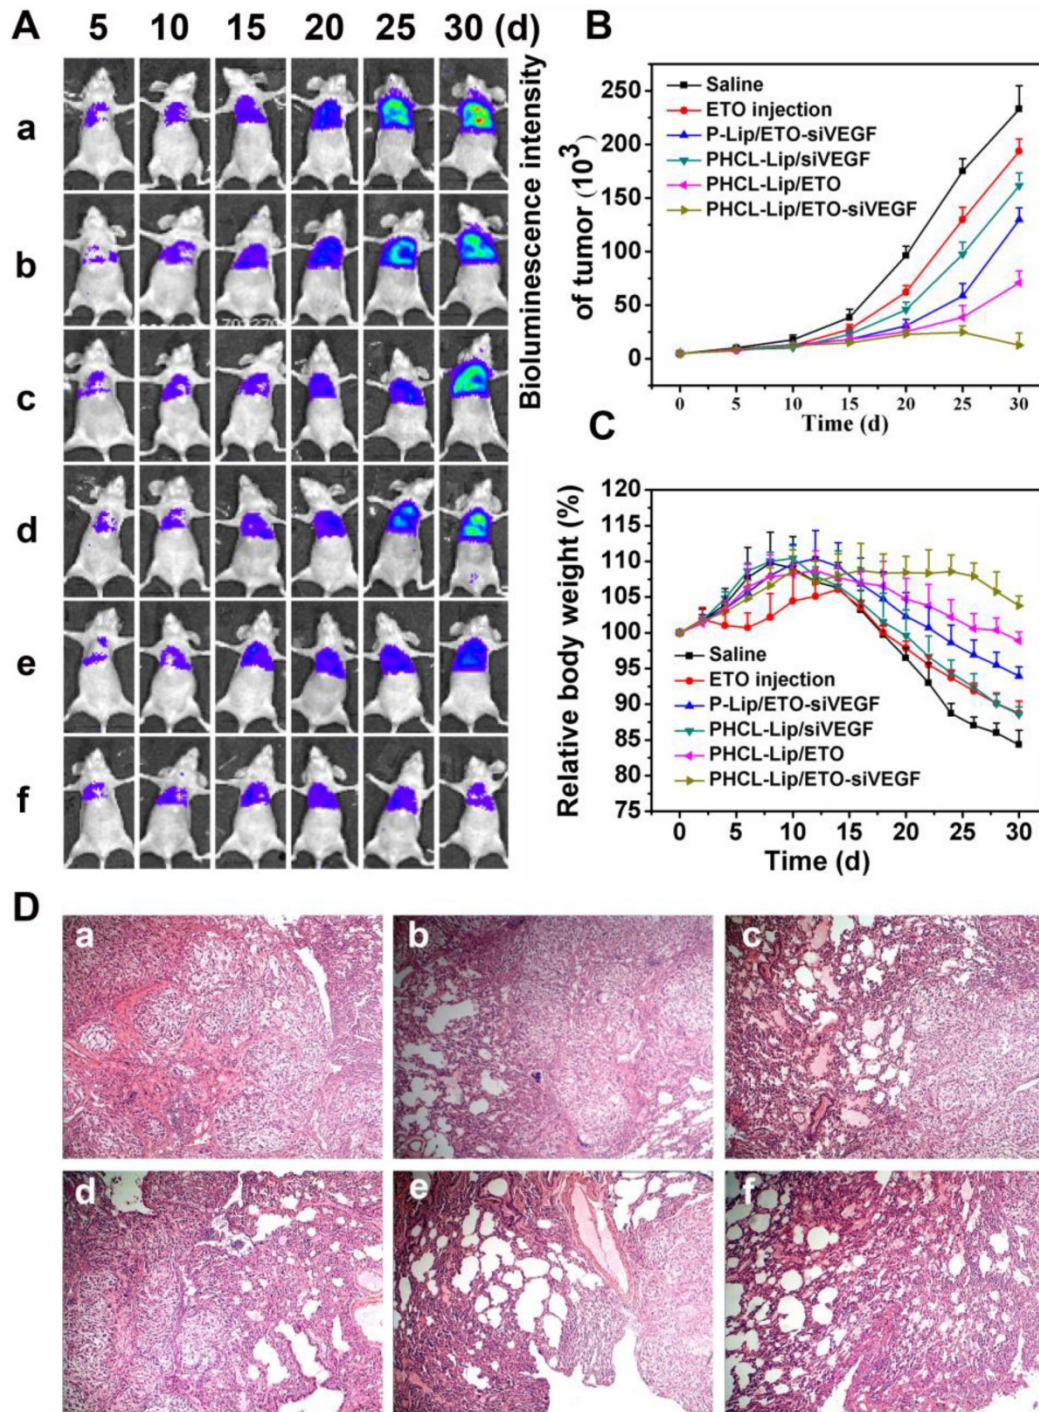 A
5 10 15 20 25 30 (d)
a
b
c
d
e
f
B
Bioluminescence intensity
of tumor (10³)
250
200
150
100
50
0
Saline
ETO injection
P-Lip/ETO-siVEGF
PHCL-Lip/siVEGF
PHCL-Lip/ETO
PHCL-Lip/ETO-siVEGF
0 5 10 15 20 25 30
Time (d)
C
Relative body weight (%)
120
115
110
105
100
95
90
85
80
75
Saline
ETO injection
P-Lip/ETO-siVEGF
PHCL-Lip/siVEGF
PHCL-Lip/ETO
PHCL-Lip/ETO-siVEGF
0 5 10 15 20 25 30
Time (d)
D
a b c
d e f